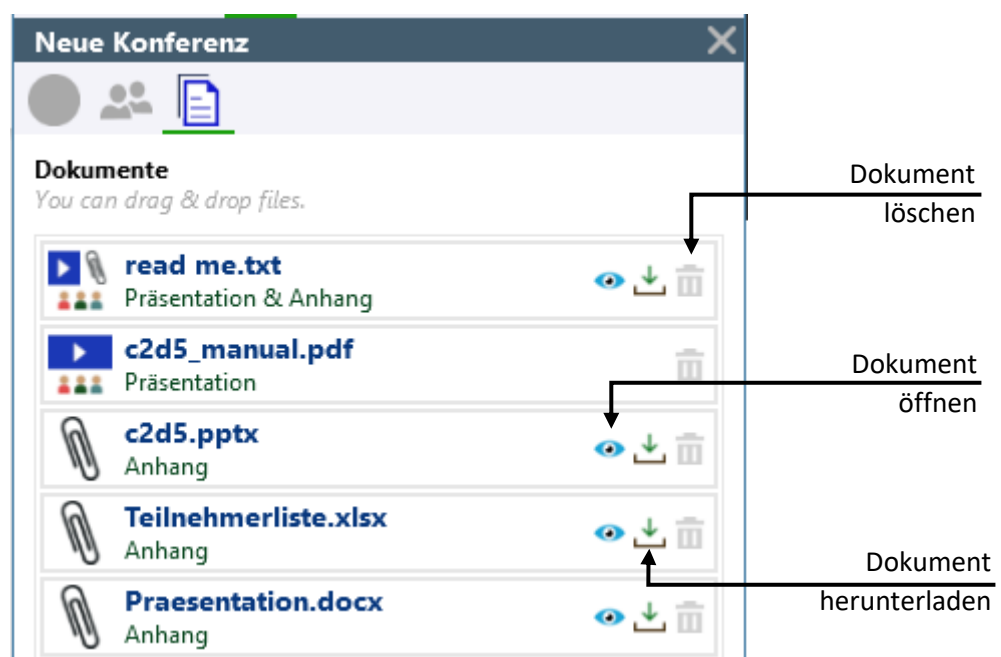 Neue Konferenz
Dokumente
You can drag & drop files.
read me.txt
Präsentation & Anhang
c2d5_manual.pdf
Präsentation
c2d5.pptx
Anhang
Teilnehmerliste.xlsx
Anhang
Praesentation.docx
Anhang
Dokument
löschen
Dokument
öffnen
Dokument
herunterladen